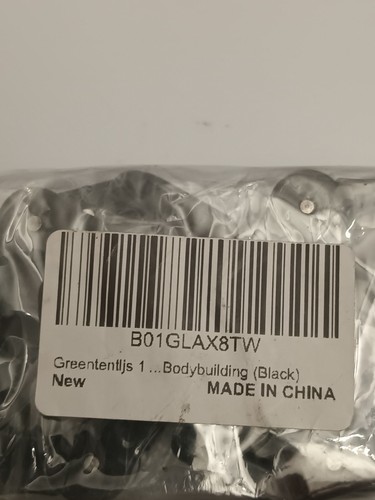 B01GLAX8TW
Greententljs 1 ...Bodybuilding (Black)
New MADE IN CHINA